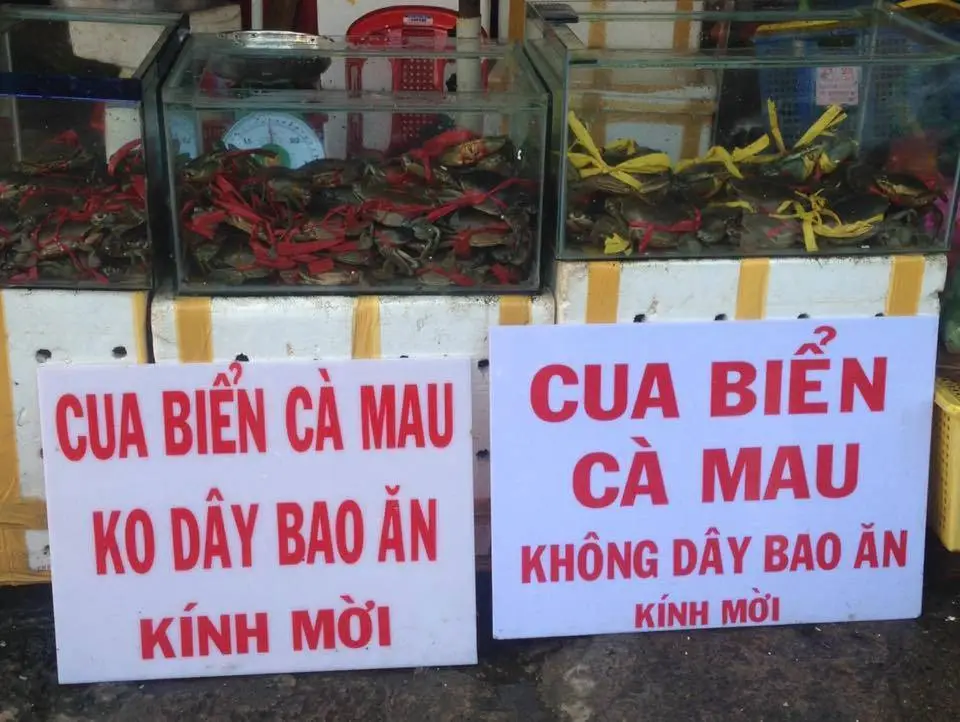 CUA BIỂN CÀ MAU
KO DÂY BAO ĂN
KÍNH MỜI
CUA BIỂN
CÀ MAU
KHÔNG DÂY BAO ĂN
KÍNH MỜI